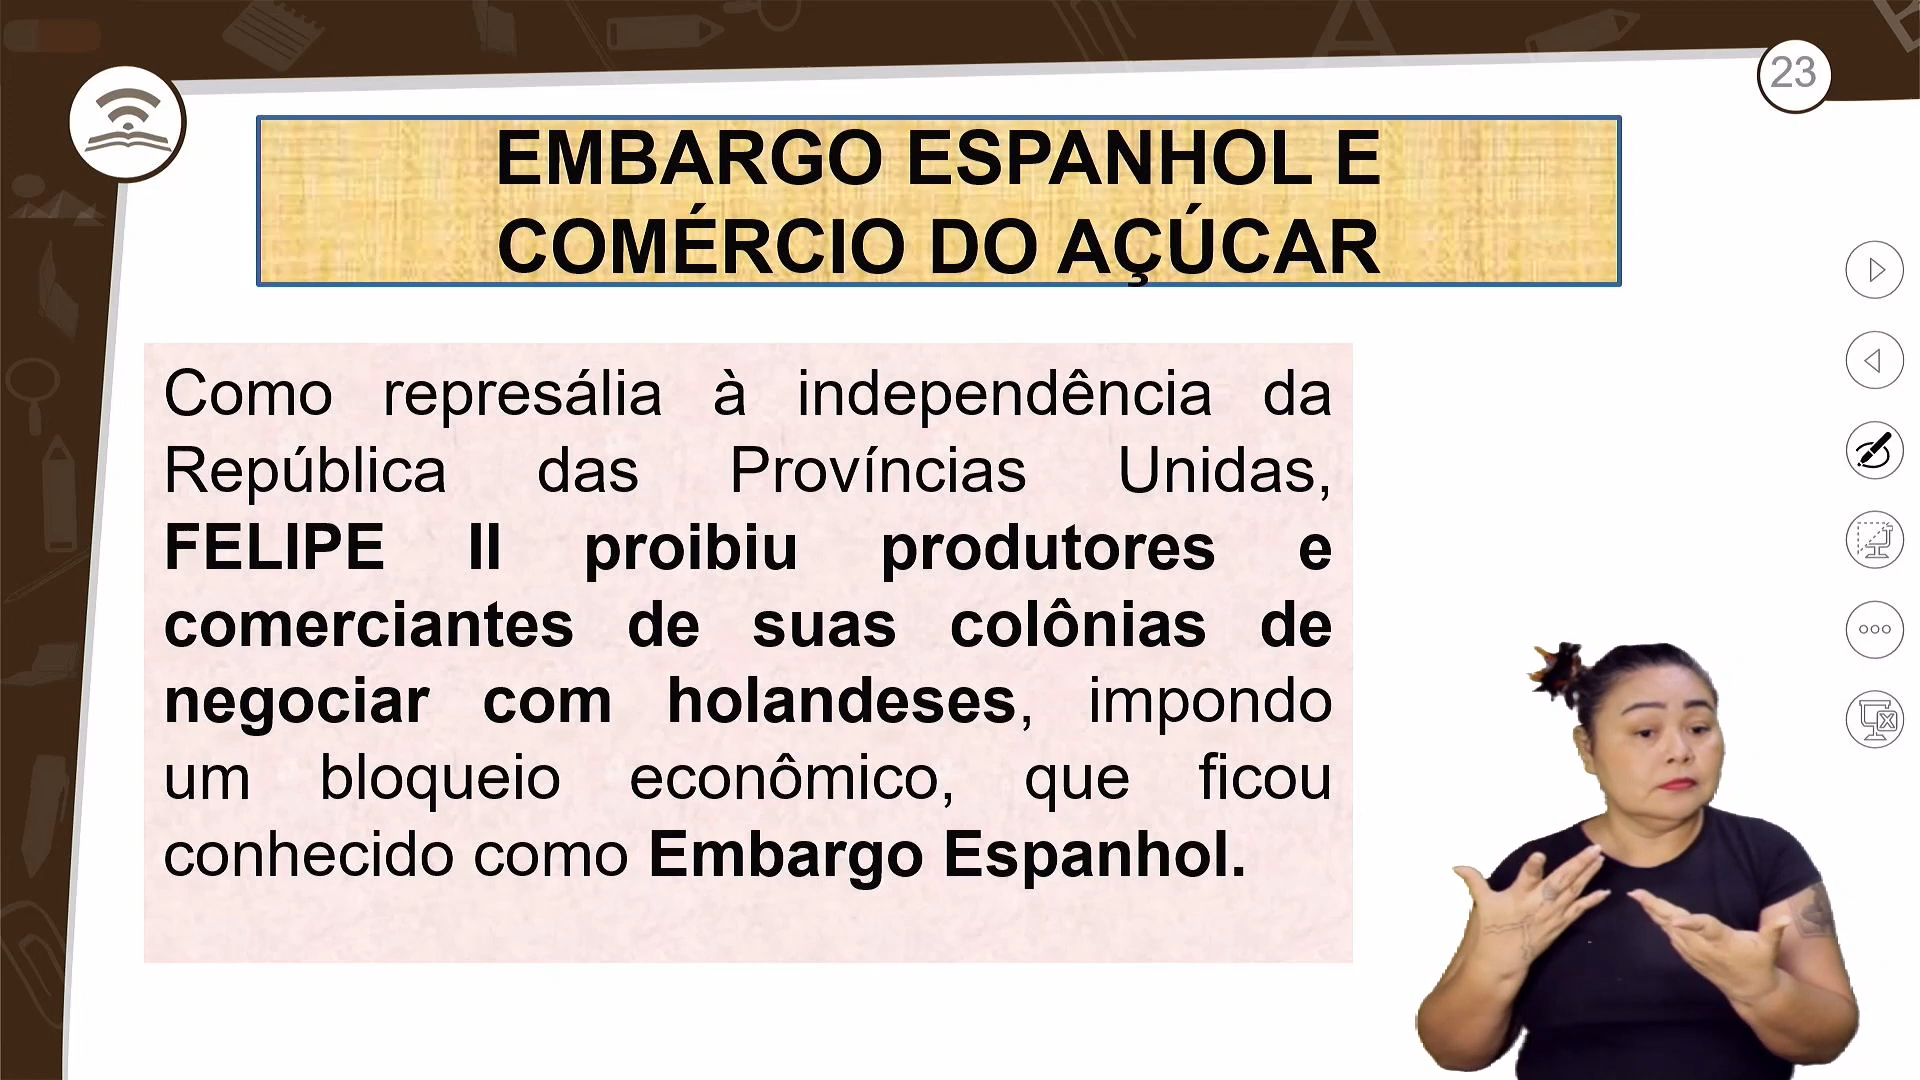 23
EMBARGO ESPANHOL E
COMÉRCIO DO AÇÚCAR
Como represália à independência da
República das Províncias Unidas,
FELIPE II proibiu produtores e
comerciantes de suas colônias de
negociar com holandeses, impondo
um bloqueio econômico, que ficou
conhecido como Embargo Espanhol.